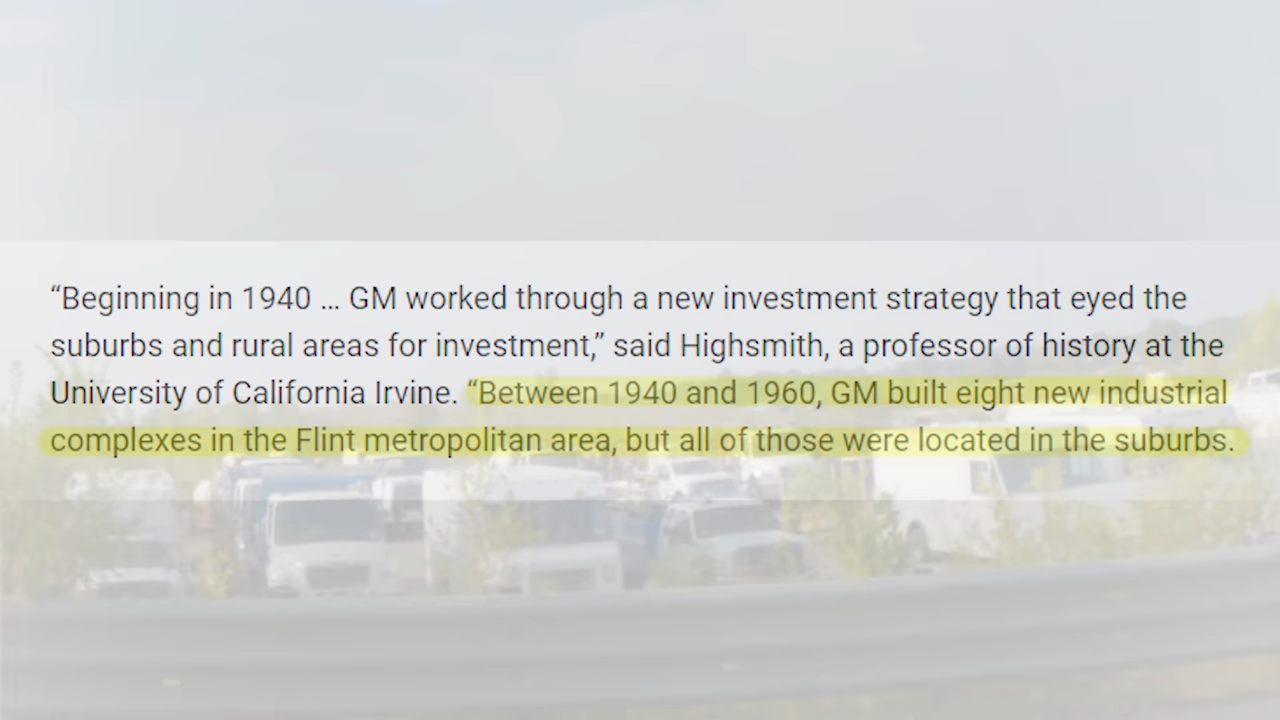 “Beginning in 1940 ... GM worked through a new investment strategy that eyed the
suburbs and rural areas for investment,” said Highsmith, a professor of history at the
University of California Irvine. “Between 1940 and 1960, GM built eight new industrial
complexes in the Flint metropolitan area, but all of those were located in the suburbs.